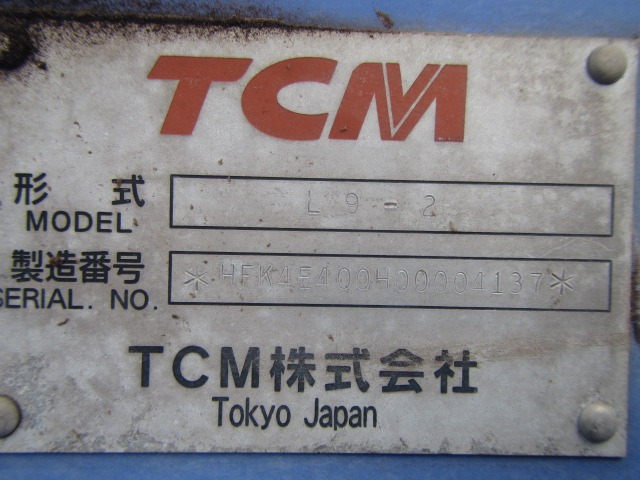 TCM
形式 L9-2
MODEL
製造番号 *HFK4E400H00004137*
SERIAL. NO.
TCM株式会社
Tokyo Japan